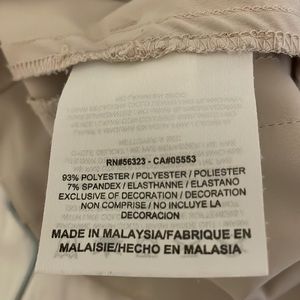 RN#56323 - CA#05553
93% POLYESTER / POLYESTER / POLIESTER
7% SPANDEX / ELASTHANNE / ELASTANO
EXCLUSIVE OF DECORATION / DECORATION
NON COMPRISE / NO INCLUYE LA
DECORACION
MADE IN MALAYSIA/FABRIQUE EN
MALAISIE/HECHO EN MALASIA